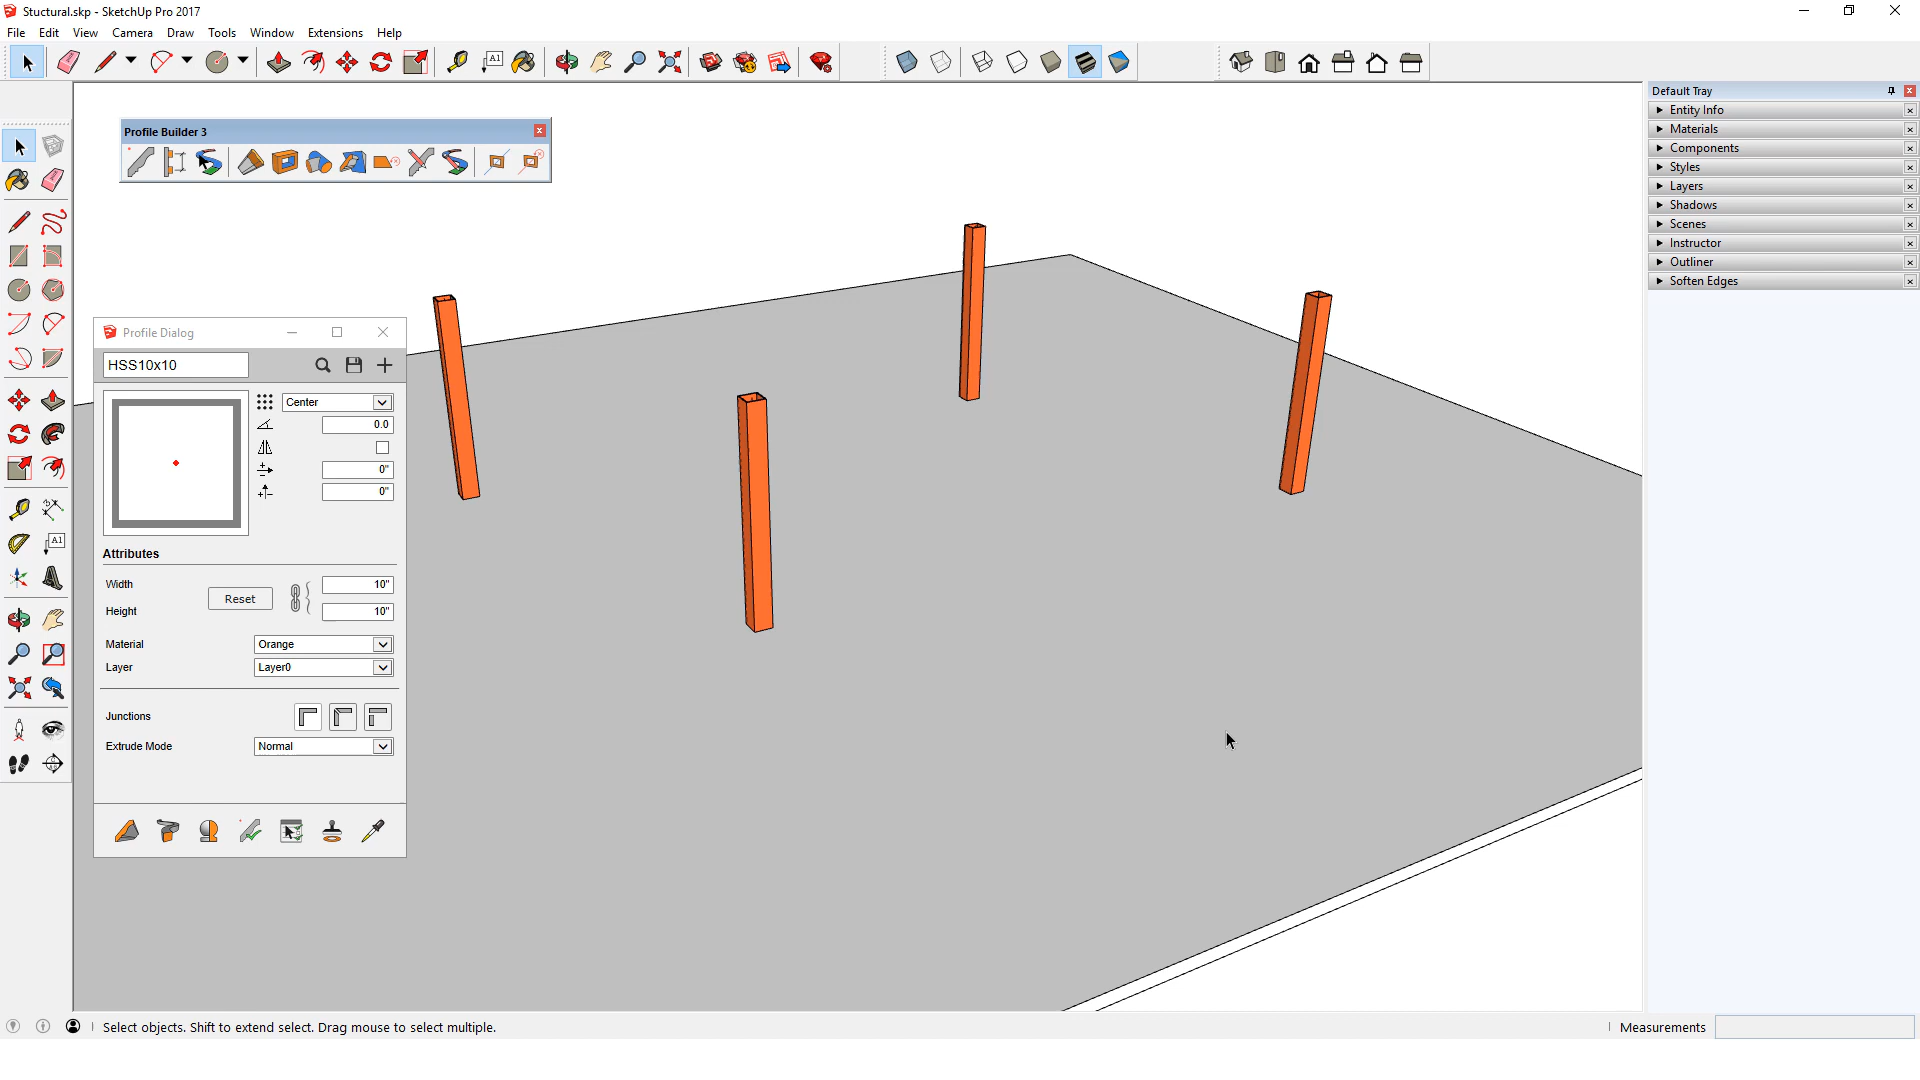 Stuctural.skp - SketchUp Pro 2017
File Edit View Camera Draw Tools Window Extensions Help
A1
Default Tray
Entity Info
Materials
Components
Styles
Layers
Shadows
Scenes
Instructor
Outliner
Soften Edges
Profile Builder 3
Profile Dialog
HSS10x10
Center
0.0
0"
0"
Attributes
Width 10"
Reset
Height 10"
Material Orange
Layer Layer0
Junctions
Extrude Mode Normal
A1
Select objects. Shift to extend select. Drag mouse to select multiple.
Measurements